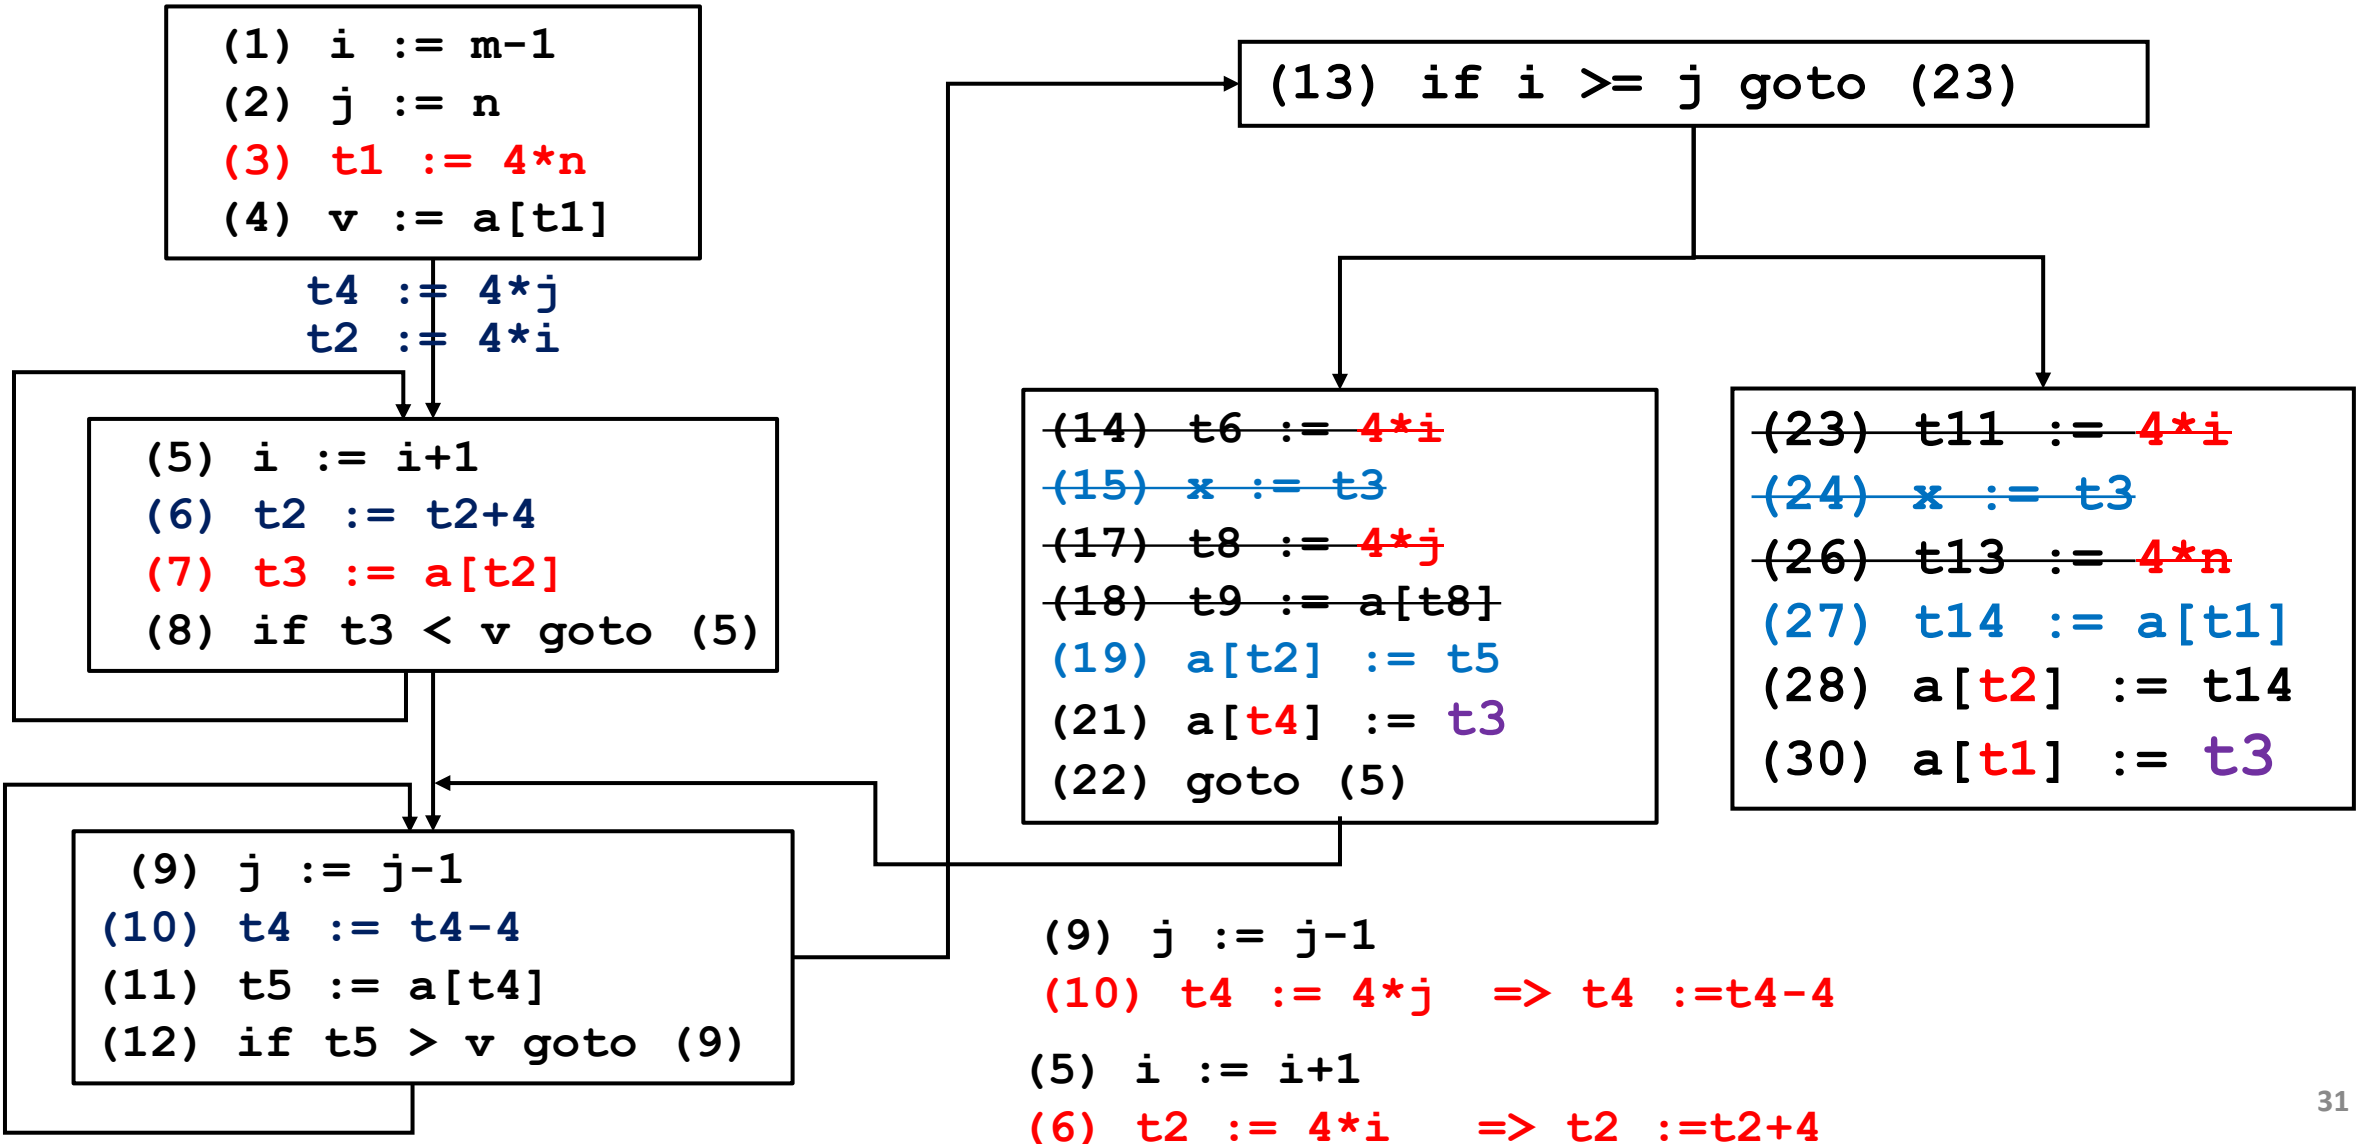 (1) i := m-1
(2) j := n
(3) t1 := 4*n
(4) v := a[t1]
t4 := 4*j
t2 := 4*i
(5) i := i+1
(6) t2 := t2+4
(7) t3 := a[t2]
(8) if t3 < v goto (5)
(9) j := j-1
(10) t4 := t4-4
(11) t5 := a[t4]
(12) if t5 > v goto (9)
(13) if i >= j goto (23)
(14) t6 := 4*i
(15) x := t3
(17) t8 := 4*j
(18) t9 := a[t8]
(19) a[t2] := t5
(21) a[t4] := t3
(22) goto (5)
(23) t11 := 4*i
(24) x := t3
(26) t13 := 4*n
(27) t14 := a[t1]
(28) a[t2] := t14
(30) a[t1] := t3
(9) j := j-1
(10) t4 := 4*j => t4 :=t4-4
(5) i := i+1
(6) t2 := 4*i => t2 :=t2+4
31